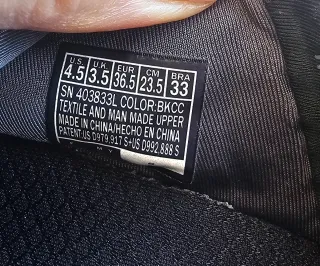 U.S. U.K. EUR CM BRA
4.5 3.5 36.5 23.5 33
SN 403833L COLOR:BKCC
TEXTILE AND MAN MADE UPPER
MADE IN CHINA/HECHO EN CHINA
PATENT:US D979.917 S+US D992.888 S